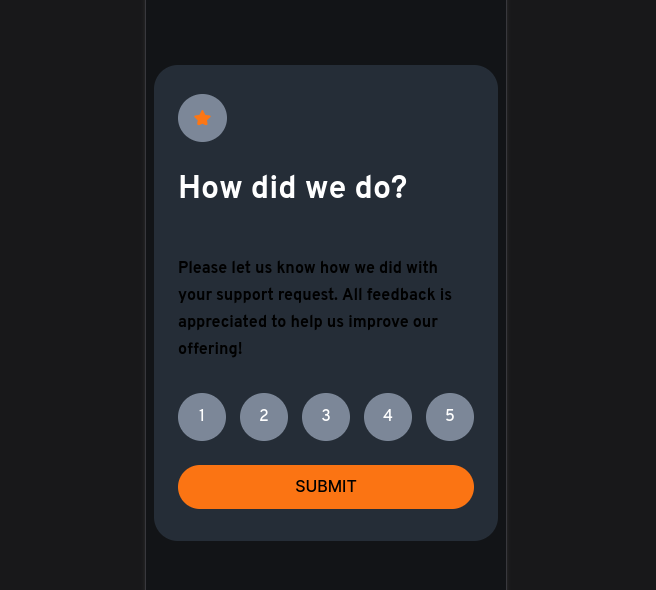 How did we do?
Please let us know how we did with
your support request. All feedback is
appreciated to help us improve our
offering!
1 2 3 4 5
SUBMIT